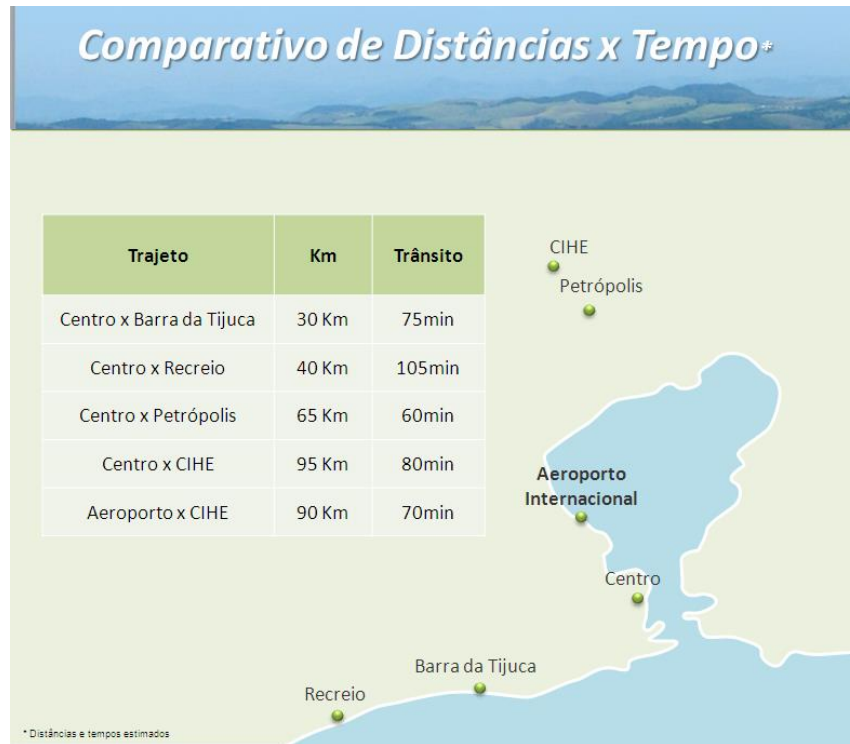 Comparativo de Distâncias x Tempo*
Trajeto Km Trânsito
Centro x Barra da Tijuca 30 Km 75min
Centro x Recreio 40 Km 105min
Centro x Petrópolis 65 Km 60min
Centro x CIHE 95 Km 80min
Aeroporto x CIHE 90 Km 70min
CIHE
Petrópolis
Aeroporto
Internacional
Centro
Barra da Tijuca
Recreio
* Distâncias e tempos estimados